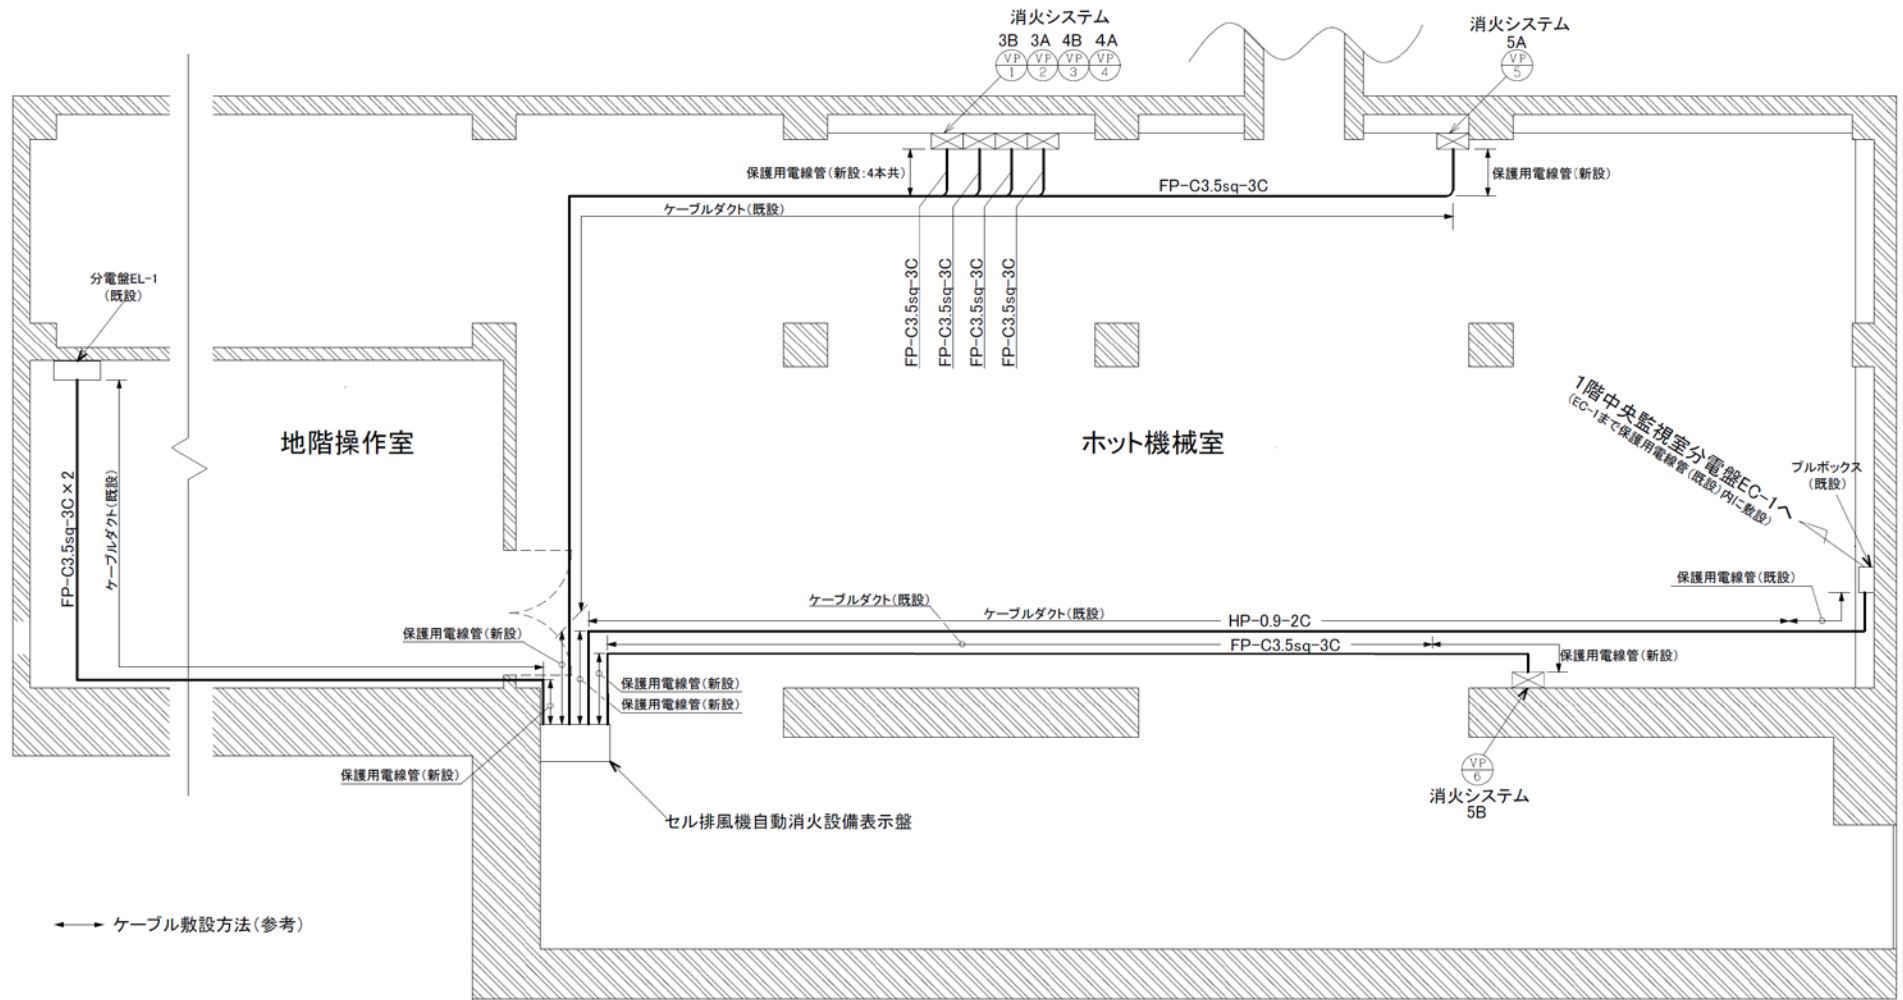 消火システム
3B 3A 4B 4A
VP 1
VP 2
VP 3
VP 4
消火システム
5A
VP 5
保護用電線管(新設:4本共)
FP-C3.5sq-3C
保護用電線管(新設)
ケーブルダクト(既設)
FP-C3.5sq-3C
FP-C3.5sq-3C
FP-C3.5sq-3C
FP-C3.5sq-3C
分電盤EL-1
(既設)
地階操作室
ホット機械室
1階中央監視室分電盤EC-1へ
(EC-1まで保護用電線管(既設)内に敷設)
プルボックス
(既設)
FP-C3.5sq-3C×2
ケーブルダクト(既設)
保護用電線管(既設)
ケーブルダクト(既設)
ケーブルダクト(既設)
HP-0.9-2C
保護用電線管(新設)
FP-C3.5sq-3C
保護用電線管(新設)
保護用電線管(新設)
保護用電線管(新設)
保護用電線管(新設)
VP 6
消火システム
5B
セル排風機自動消火設備表示盤
ケーブル敷設方法(参考)